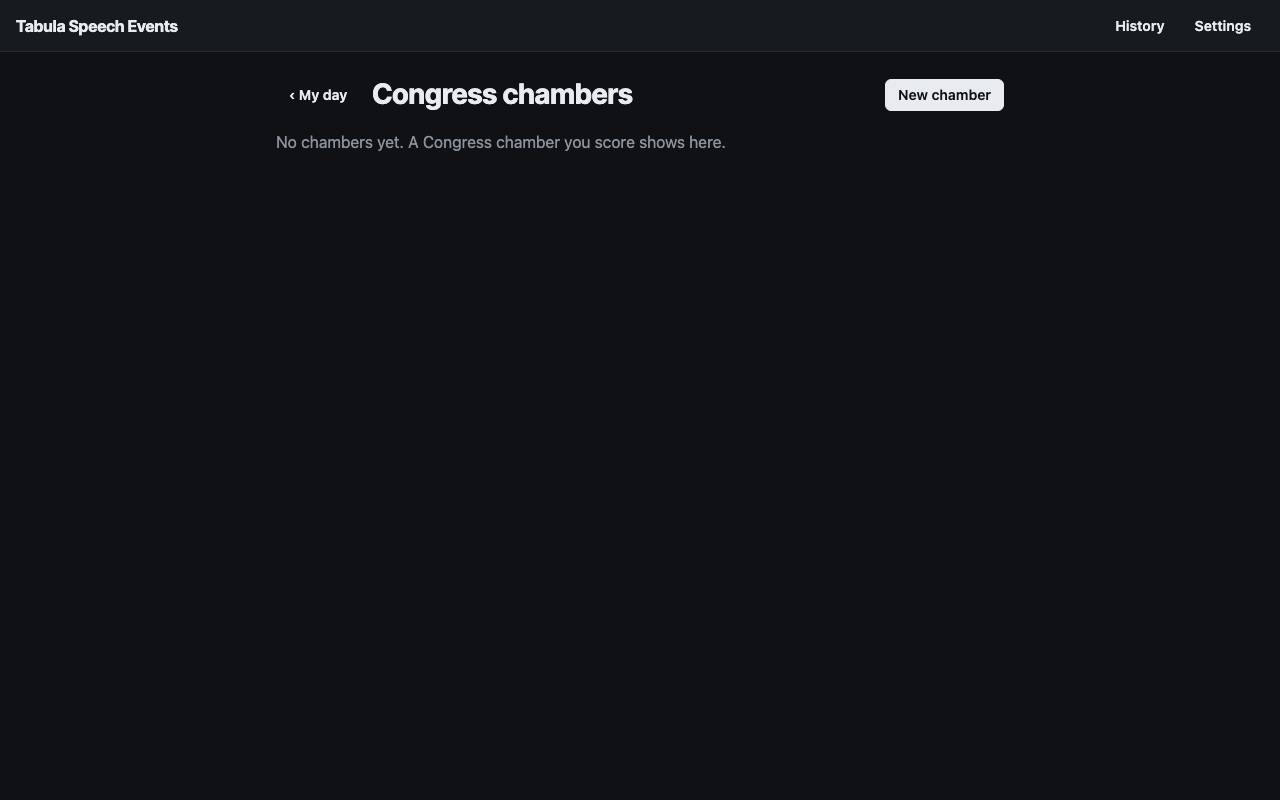 Tabula Speech Events
History
Settings
‹ My day
Congress chambers
New chamber
No chambers yet. A Congress chamber you score shows here.